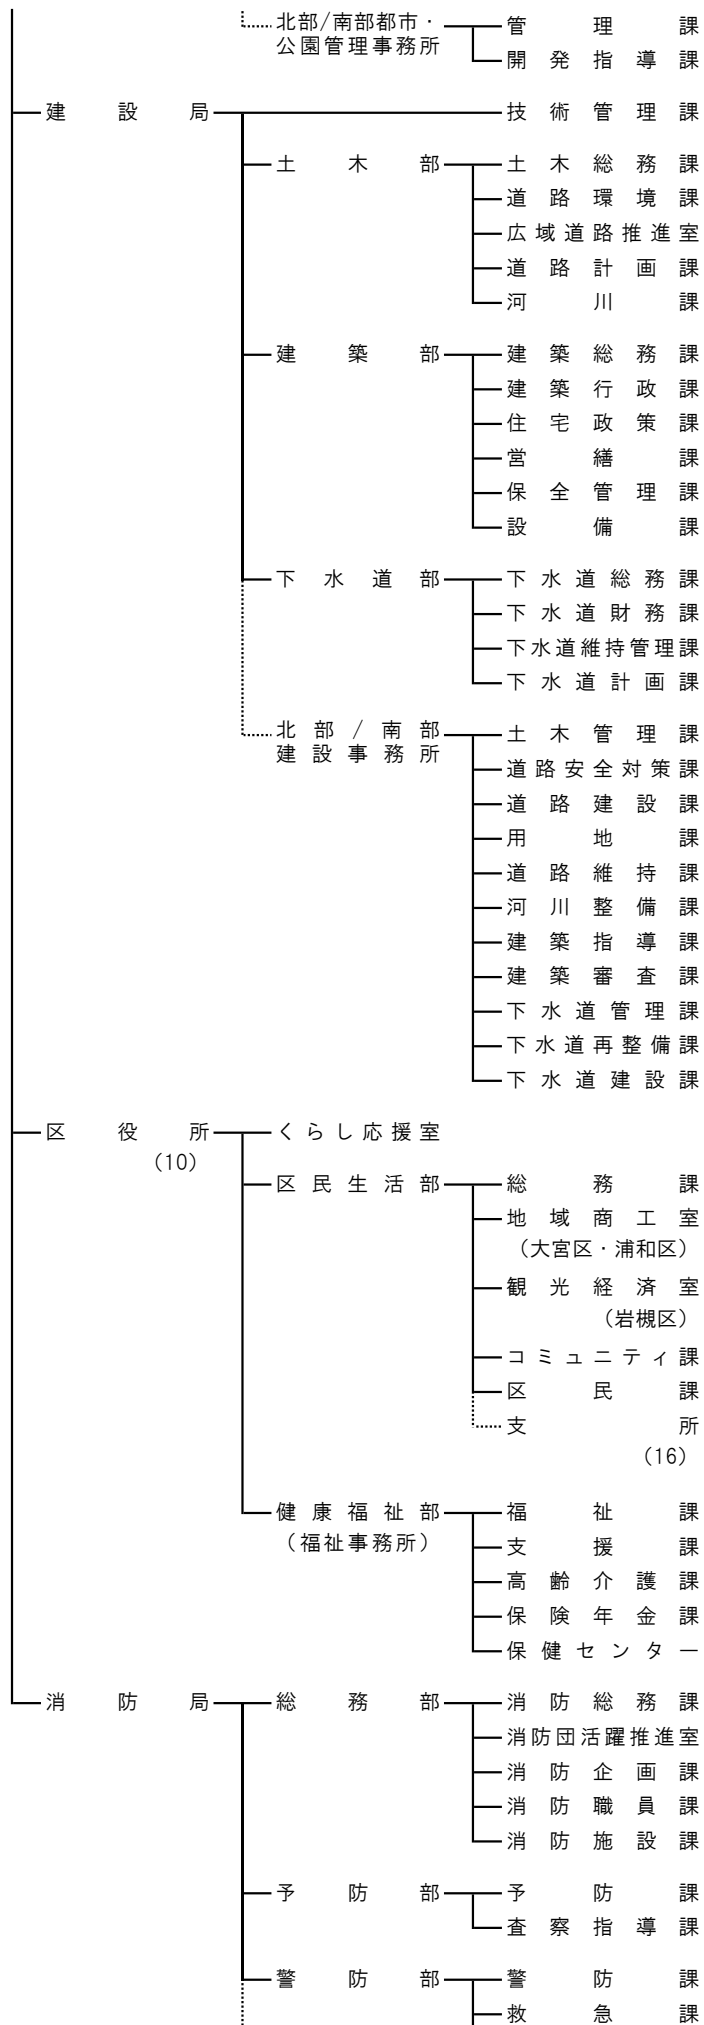 北部/南部都市・
公園管理事務所
管理課
開発指導課
建設局
技術管理課
土木部
土木総務課
道路環境課
広域道路推進室
道路計画課
河川課
建築部
建築総務課
建築行政課
住宅政策課
営繕課
保全管理課
設備課
下水道部
下水道総務課
下水道財務課
下水道維持管理課
下水道計画課
北部/南部
建設事務所
土木管理課
道路安全対策課
道路建設課
用地課
道路維持課
河川整備課
建築指導課
建築審査課
下水道管理課
下水道再整備課
下水道建設課
区役所
(10)
くらし応援室
区民生活部
総務課
地域商工室
(大宮区・浦和区)
観光経済室
(岩槻区)
コミュニティ課
区民課
支所
(16)
健康福祉部
(福祉事務所)
福祉課
支援課
高齢介護課
保険年金課
保健センター
消防局
総務部
消防総務課
消防団活躍推進室
消防企画課
消防職員課
消防施設課
予防部
予防課
査察指導課
警防部
警防課
救急課